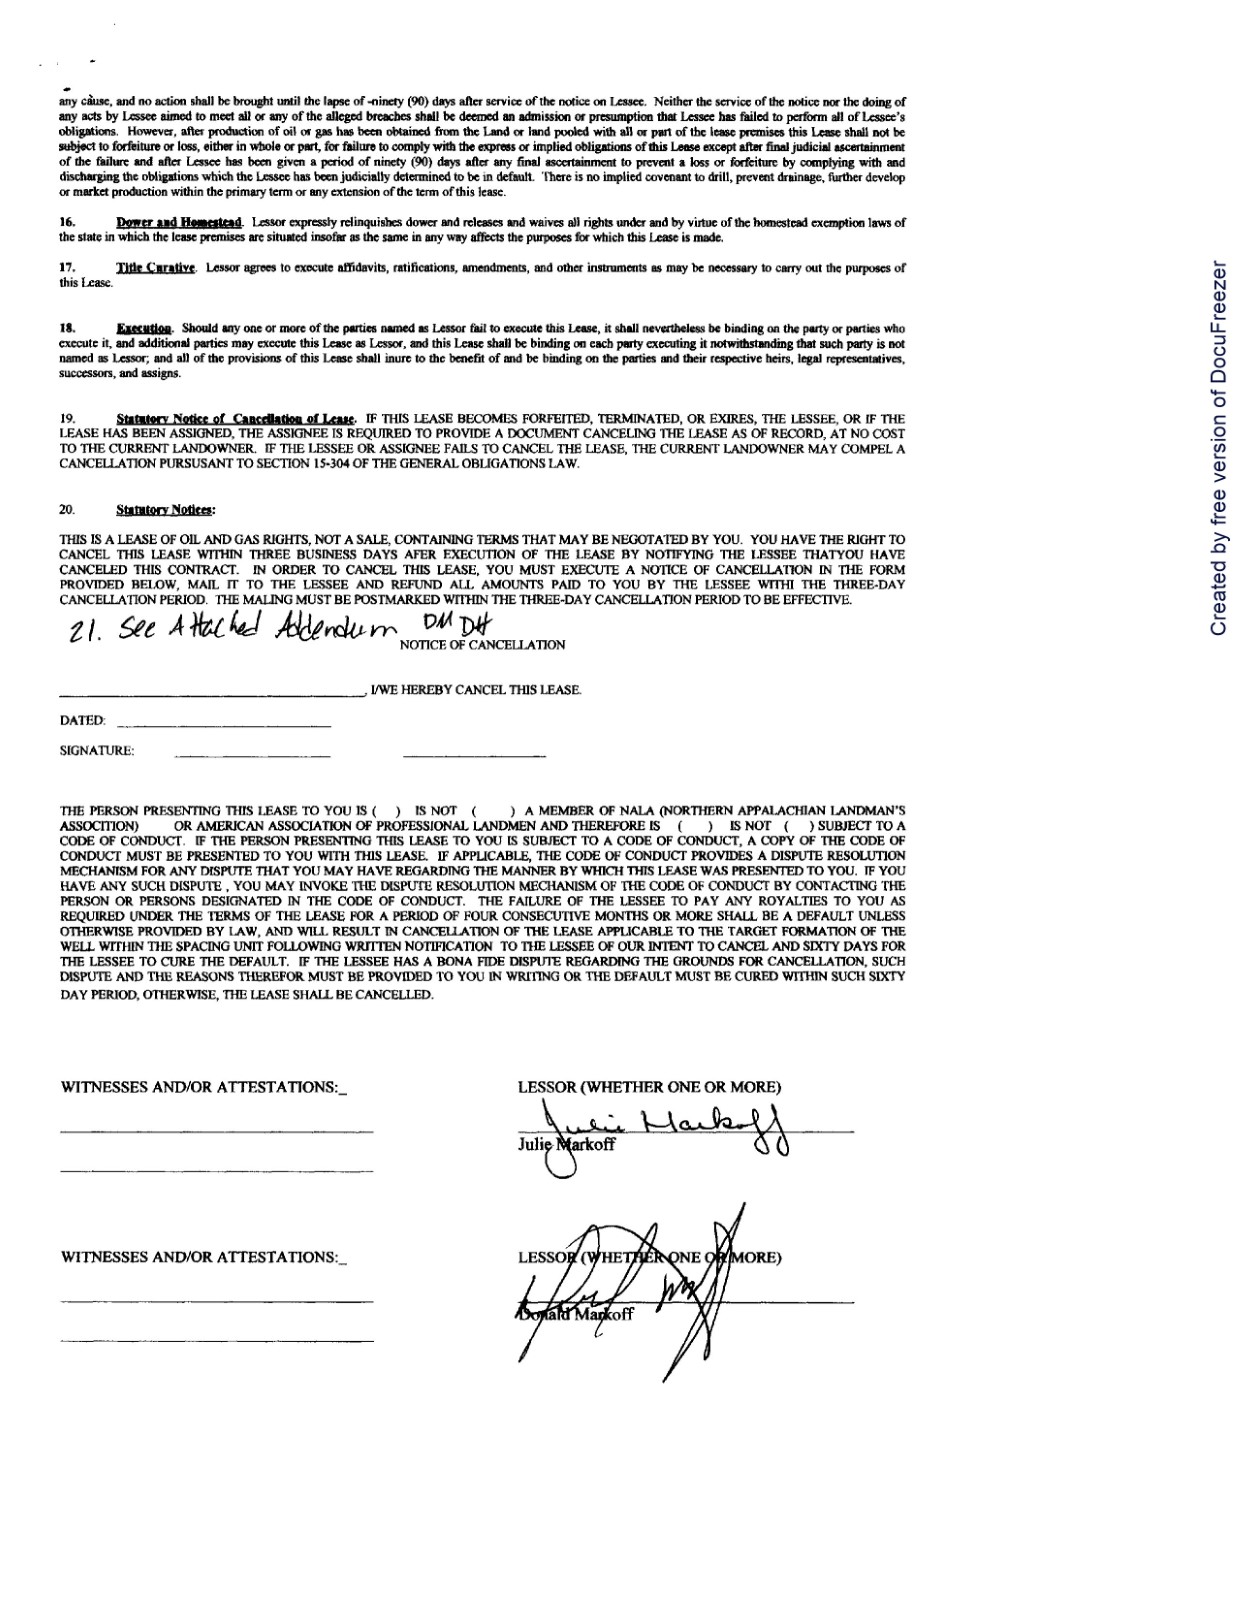 any cause, and no action shall be brought until the lapse of -ninety (90) days after service of the notice on Lessee. Neither the service of the notice nor the doing of
any acts by Lessee aimed to meet all or any of the alleged breaches shall be deemed an admission or presumption that Lessee has failed to perform all of Lessee's
obligations. However, after production of oil or gas has been obtained from the Land or land pooled with all or part of the lease premises this Lease shall not be
subject to forfeiture or loss, either in whole or part, for failure to comply with the express or implied obligations of this Lease except after final judicial ascertainment
of the failure and after Lessee has been given a period of ninety (90) days after any final ascertainment to prevent a loss or forfeiture by complying with and
discharging the obligations which the Lessee has been judicially determined to be in default. There is no implied covenant to drill, prevent drainage, further develop
or market production within the primary term or any extension of the term of this lease.
16. Dower and Homestead. Lessor expressly relinquishes dower and releases and waives all rights under and by virtue of the homestead exemption laws of
the state in which the lease premises are situated insofar as the same in any way affects the purposes for which this Lease is made.
17. Title Curative. Lessor agrees to execute affidavits, ratifications, amendments, and other instruments as may be necessary to carry out the purposes of
this Lease.
18. Execution. Should any one or more of the parties named as Lessor fail to execute this Lease, it shall nevertheless be binding on the party or parties who
execute it, and additional parties may execute this Lease as Lessor, and this Lease shall be binding on each party executing it notwithstanding that such party is not
named as Lessor; and all of the provisions of this Lease shall inure to the benefit of and be binding on the parties and their respective heirs, legal representatives,
successors, and assigns.
19. Statutory Notice of Cancellation of Lease. IF THIS LEASE BECOMES FORFEITED, TERMINATED, OR EXIRES, THE LESSEE, OR IF THE
LEASE HAS BEEN ASSIGNED, THE ASSIGNEE IS REQUIRED TO PROVIDE A DOCUMENT CANCELING THE LEASE AS OF RECORD, AT NO COST
TO THE CURRENT LANDOWNER. IF THE LESSEE OR ASSIGNEE FAILS TO CANCEL THE LEASE, THE CURRENT LANDOWNER MAY COMPEL A
CANCELLATION PURSUSANT TO SECTION 15-304 OF THE GENERAL OBLIGATIONS LAW.
20. Statutory Notices:
THIS IS A LEASE OF OIL AND GAS RIGHTS, NOT A SALE, CONTAINING TERMS THAT MAY BE NEGOTATED BY YOU. YOU HAVE THE RIGHT TO
CANCEL THIS LEASE WITHIN THREE BUSINESS DAYS AFER EXECUTION OF THE LEASE BY NOTIFYING THE LESSEE THATYOU HAVE
CANCELED THIS CONTRACT. IN ORDER TO CANCEL THIS LEASE, YOU MUST EXECUTE A NOTICE OF CANCELLATION IN THE FORM
PROVIDED BELOW, MAIL IT TO THE LESSEE AND REFUND ALL AMOUNTS PAID TO YOU BY THE LESSEE WITHI THE THREE-DAY
CANCELLATION PERIOD. THE MALING MUST BE POSTMARKED WITHIN THE THREE-DAY CANCELLATION PERIOD TO BE EFFECTIVE.
21. See Attached Addendum DM
NOTICE OF CANCELLATION
, I/WE HEREBY CANCEL THIS LEASE.
DATED:
SIGNATURE:
THE PERSON PRESENTING THIS LEASE TO YOU IS ( ) IS NOT ( ) A MEMBER OF NALA (NORTHERN APPALACHIAN LANDMAN'S
ASSOCITION) OR AMERICAN ASSOCIATION OF PROFESSIONAL LANDMEN AND THEREFORE IS ( ) IS NOT ( ) SUBJECT TO A
CODE OF CONDUCT. IF THE PERSON PRESENTING THIS LEASE TO YOU IS SUBJECT TO A CODE OF CONDUCT, A COPY OF THE CODE OF
CONDUCT MUST BE PRESENTED TO YOU WITH THIS LEASE. IF APPLICABLE, THE CODE OF CONDUCT PROVIDES A DISPUTE RESOLUTION
MECHANISM FOR ANY DISPUTE THAT YOU MAY HAVE REGARDING THE MANNER BY WHICH THIS LEASE WAS PRESENTED TO YOU. IF YOU
HAVE ANY SUCH DISPUTE , YOU MAY INVOKE THE DISPUTE RESOLUTION MECHANISM OF THE CODE OF CONDUCT BY CONTACTING THE
PERSON OR PERSONS DESIGNATED IN THE CODE OF CONDUCT. THE FAILURE OF THE LESSEE TO PAY ANY ROYALTIES TO YOU AS
REQUIRED UNDER THE TERMS OF THE LEASE FOR A PERIOD OF FOUR CONSECUTIVE MONTHS OR MORE SHALL BE A DEFAULT UNLESS
OTHERWISE PROVIDED BY LAW, AND WILL RESULT IN CANCELLATION OF THE LEASE APPLICABLE TO THE TARGET FORMATION OF THE
WELL WITHIN THE SPACING UNIT FOLLOWING WRITTEN NOTIFICATION TO THE LESSEE OF OUR INTENT TO CANCEL AND SIXTY DAYS FOR
THE LESSEE TO CURE THE DEFAULT. IF THE LESSEE HAS A BONA FIDE DISPUTE REGARDING THE GROUNDS FOR CANCELLATION, SUCH
DISPUTE AND THE REASONS THEREFOR MUST BE PROVIDED TO YOU IN WRITING OR THE DEFAULT MUST BE CURED WITHIN SUCH SIXTY
DAY PERIOD, OTHERWISE, THE LEASE SHALL BE CANCELLED.
WITNESSES AND/OR ATTESTATIONS:_
LESSOR (WHETHER ONE OR MORE)
Julie Markoff
Julie Markoff
WITNESSES AND/OR ATTESTATIONS:_
LESSOR (WHETHER ONE OR MORE)
Donald Markoff
Created by free version of DocuFreezer